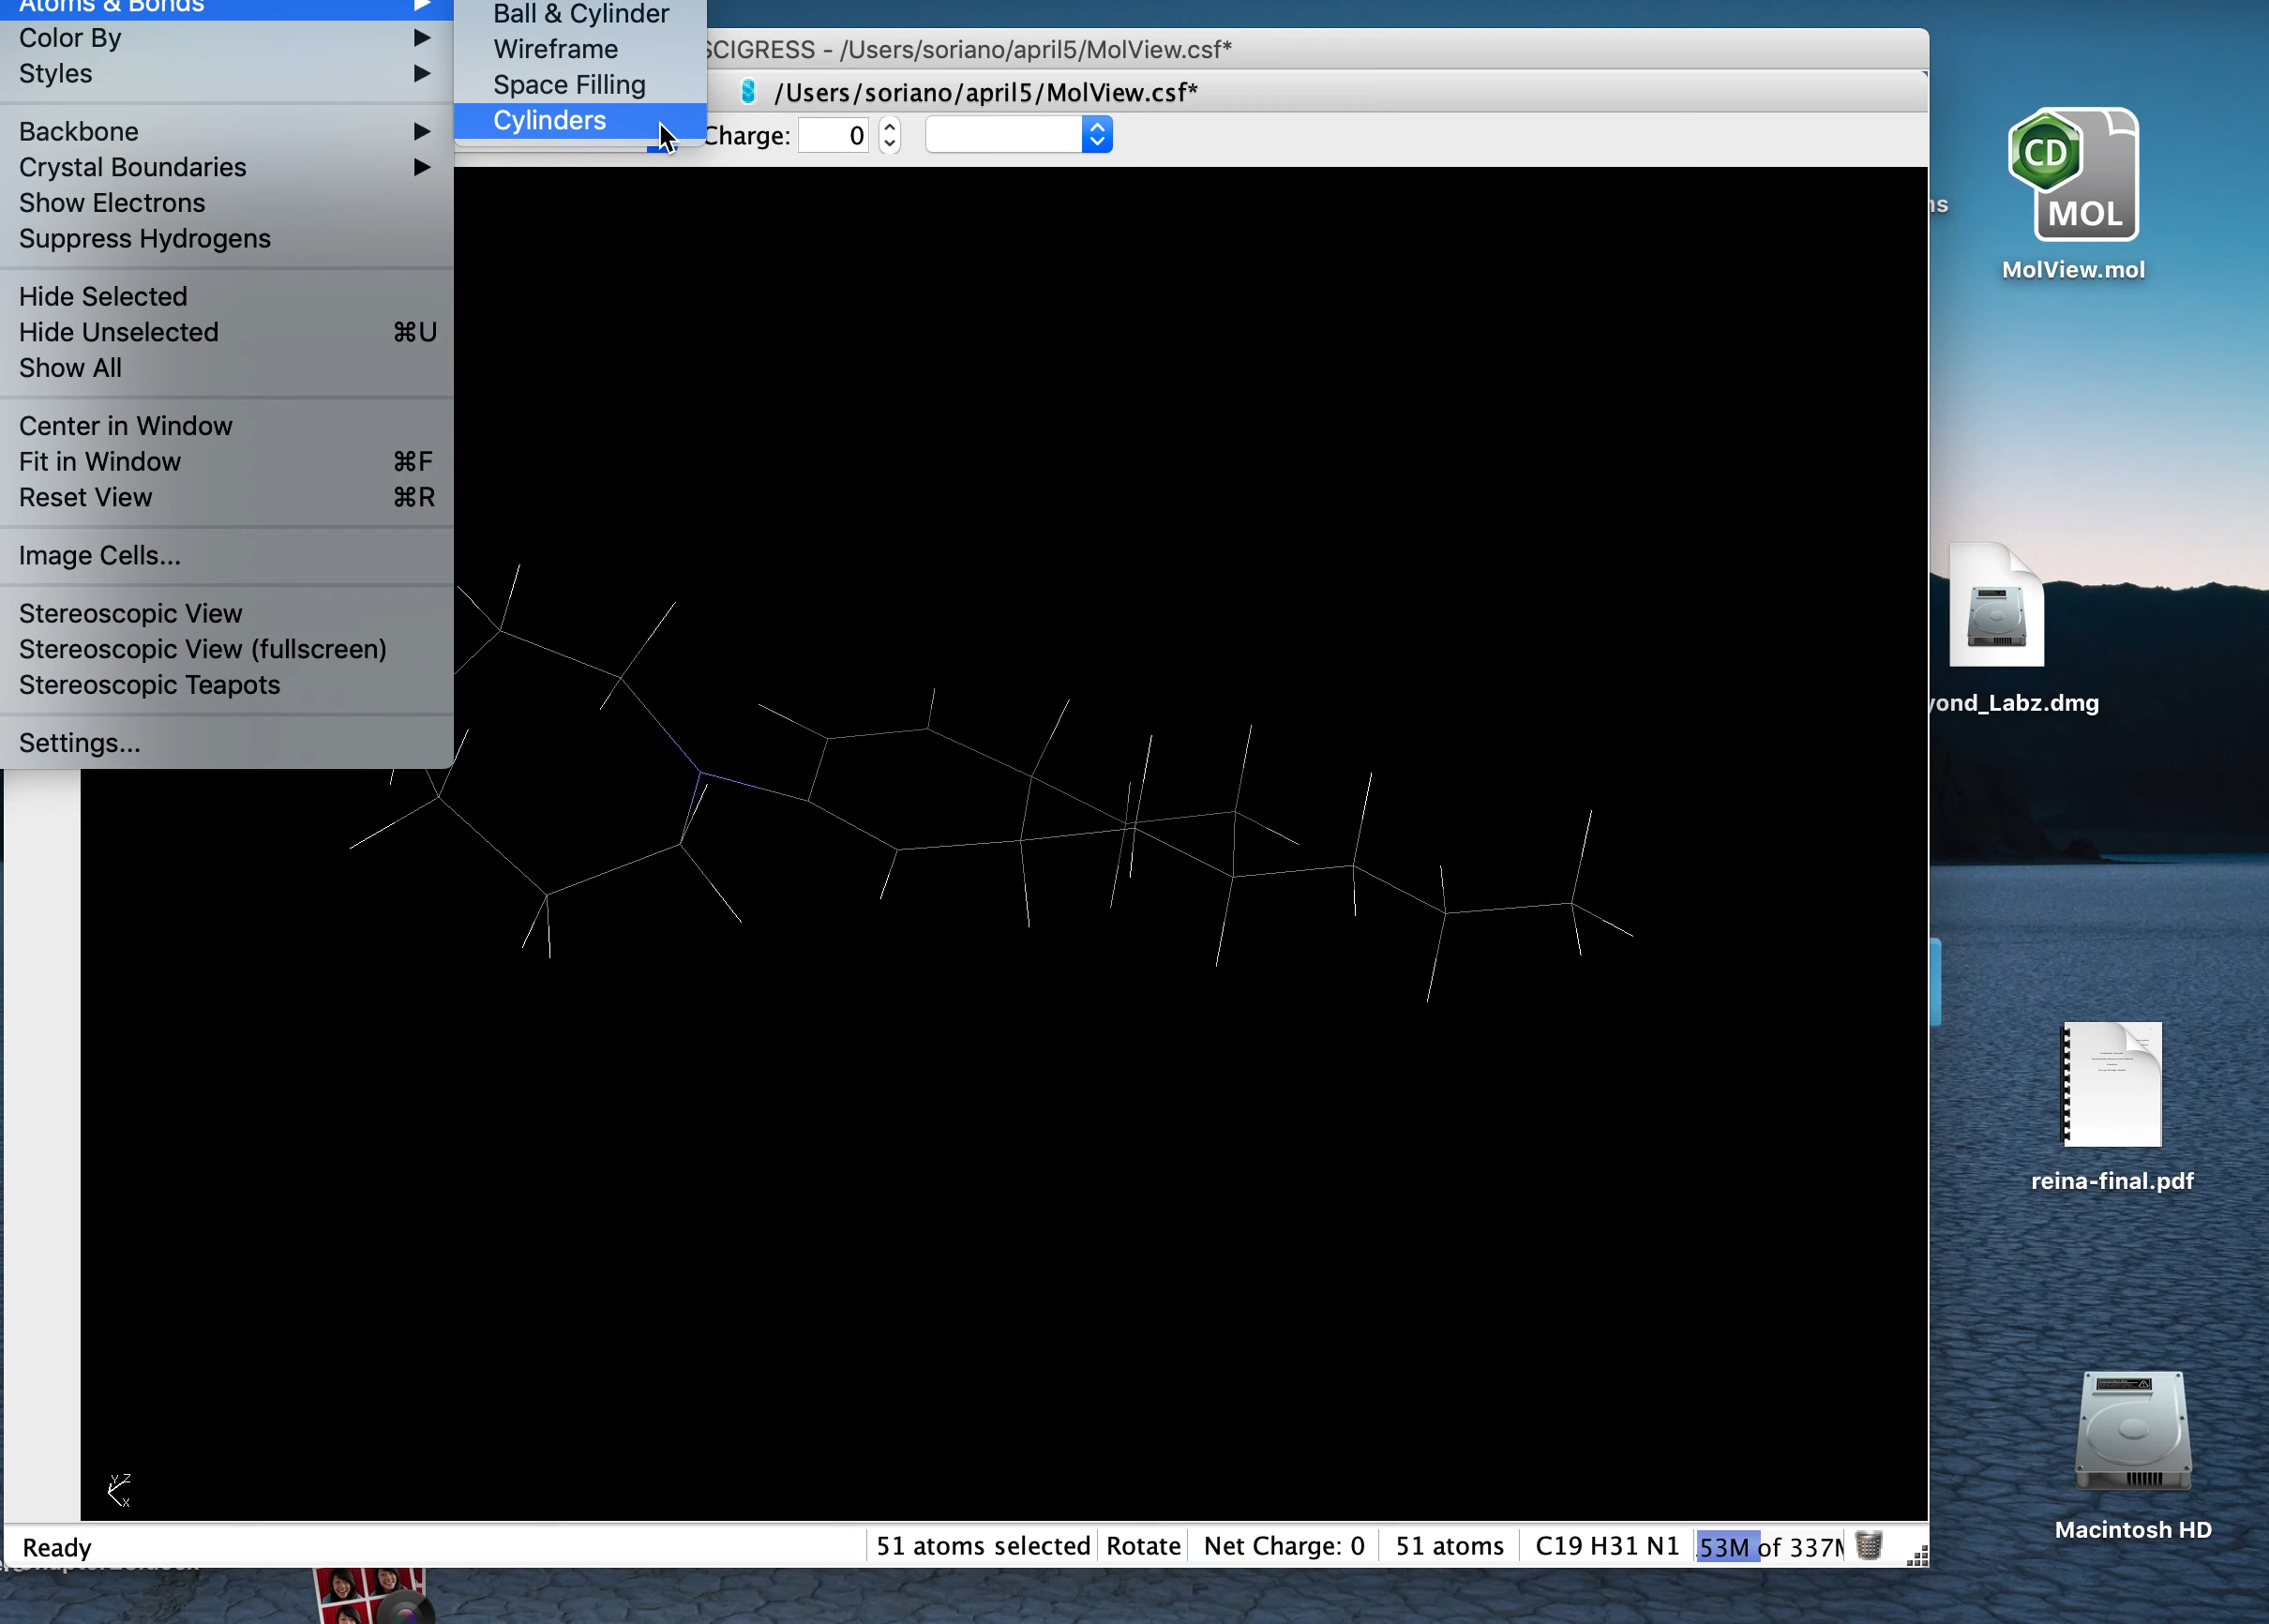 Atoms & Bonds
Color By
Styles
Backbone
Crystal Boundaries
Show Electrons
Suppress Hydrogens
Hide Selected
Hide Unselected ⌘U
Show All
Center in Window
Fit in Window ⌘F
Reset View ⌘R
Image Cells...
Stereoscopic View
Stereoscopic View (fullscreen)
Stereoscopic Teapots
Settings...
Ball & Cylinder
Wireframe
Space Filling
Cylinders
SCIGRESS - /Users/soriano/april5/MolView.csf*
/Users/soriano/april5/MolView.csf*
Charge: 0
Y Z
X
Ready
51 atoms selected
Rotate
Net Charge: 0
51 atoms
C19 H31 N1
53M of 337M
CD
MOL
MolView.mol
yond_Labz.dmg
reina-final.pdf
Macintosh HD